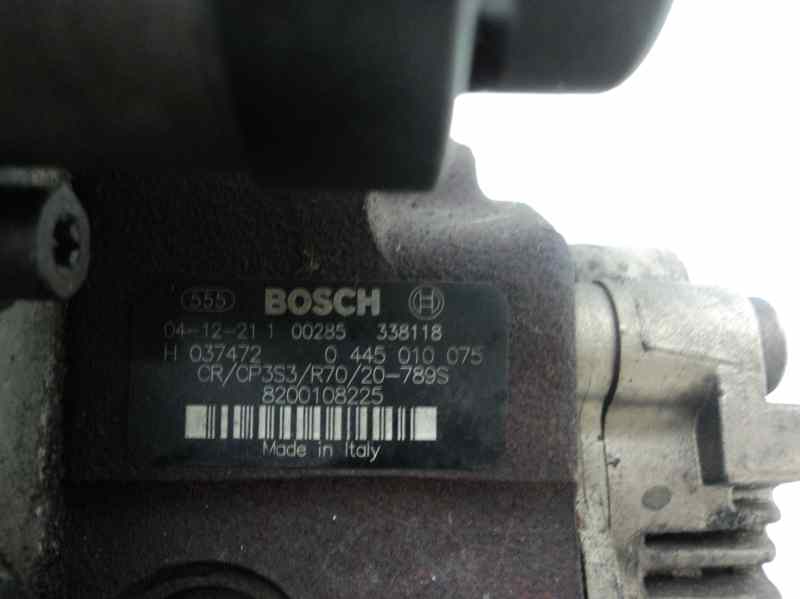 555 BOSCH
04-12-21 1 00285 338118
H 037472 0 445 010 075
CR/CP3S3/R70/20-789S
8200108225
Made in Italy